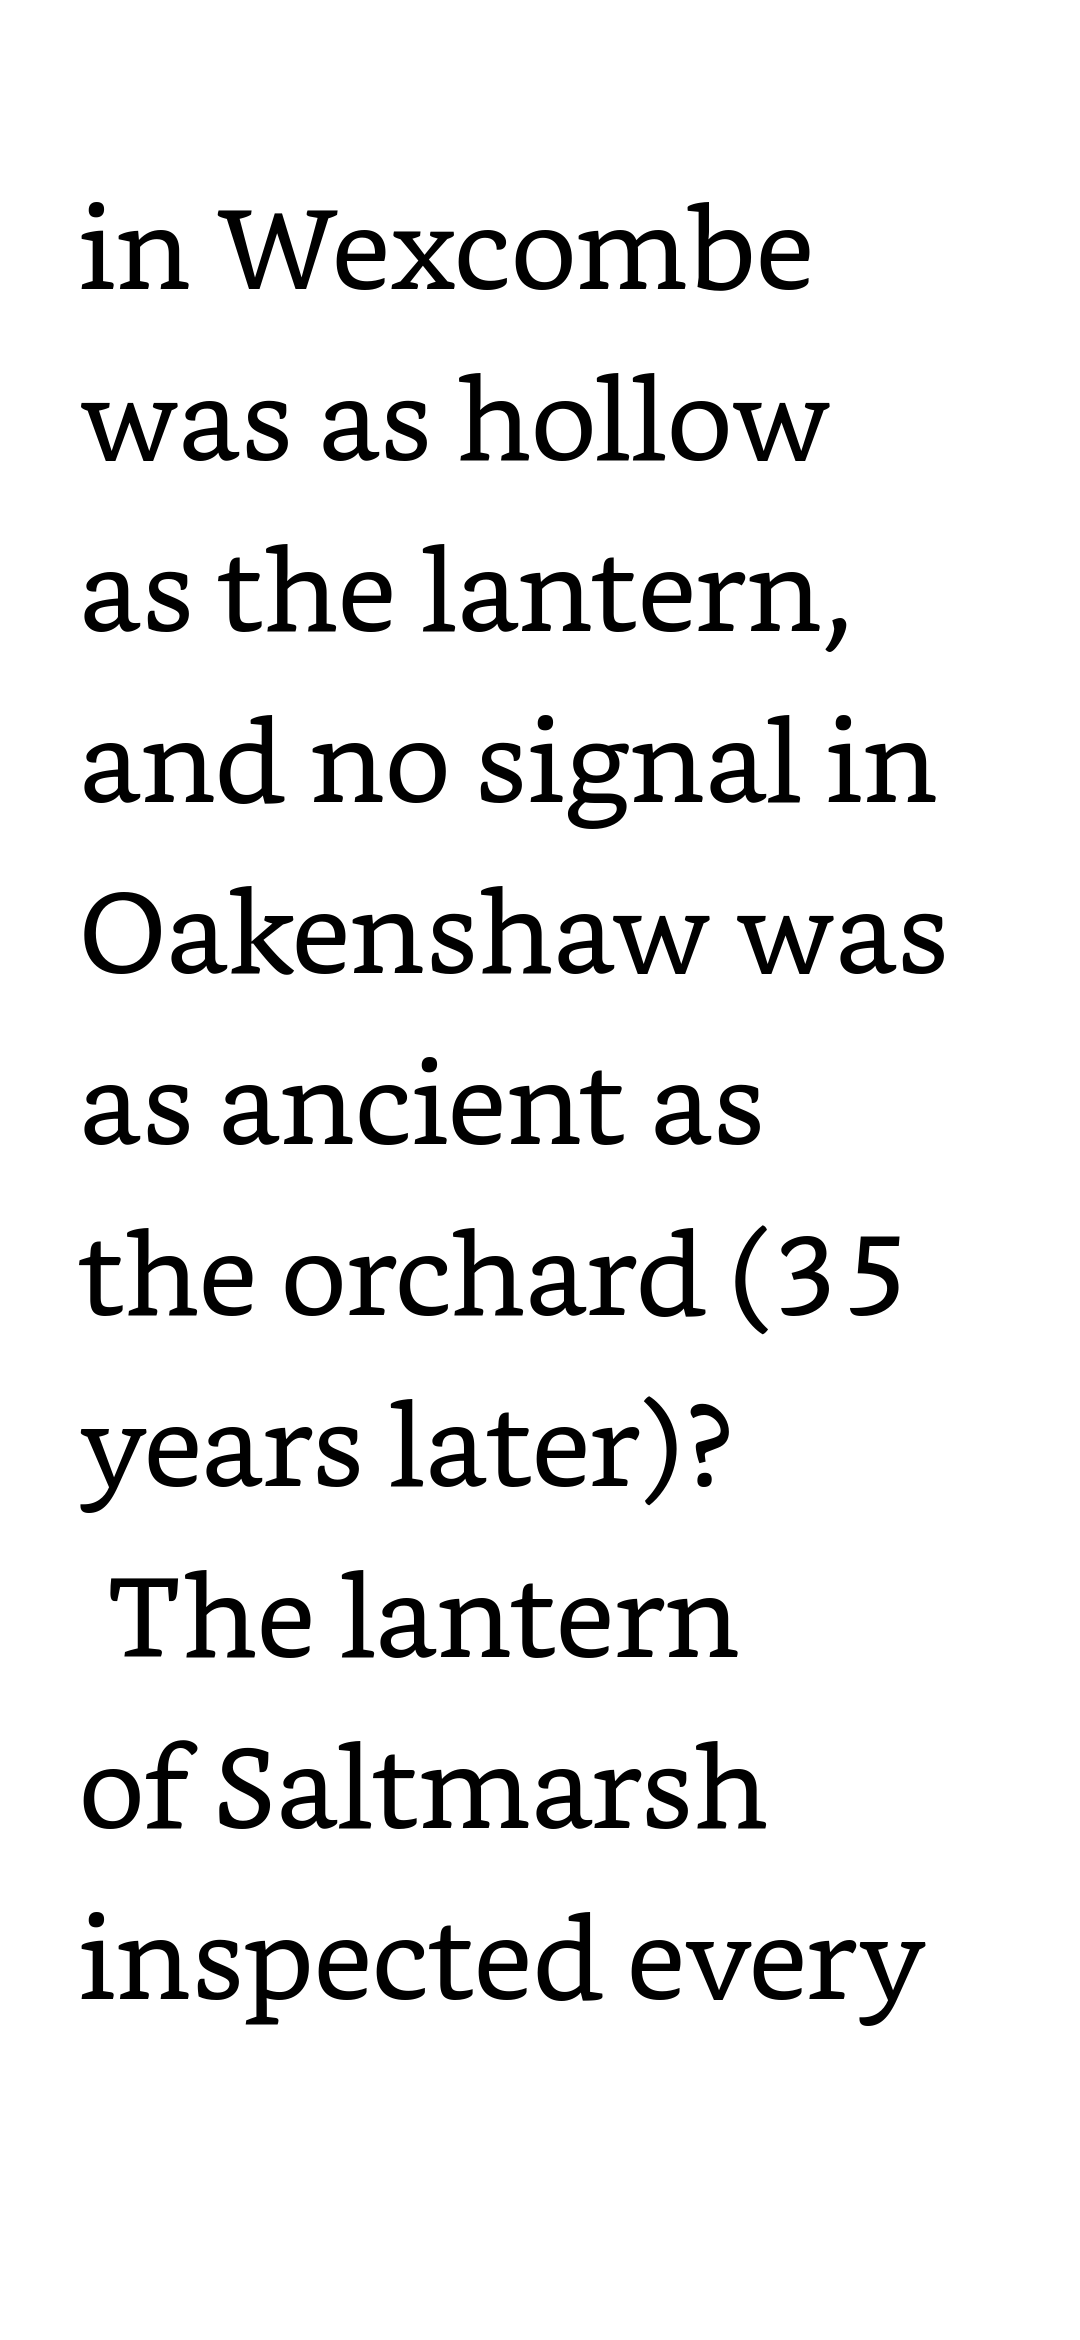 in Wexcombe
was as hollow
as the lantern,
and no signal in
Oakenshaw was
as ancient as
the orchard (35
years later)?
The lantern
of Saltmarsh
inspected every